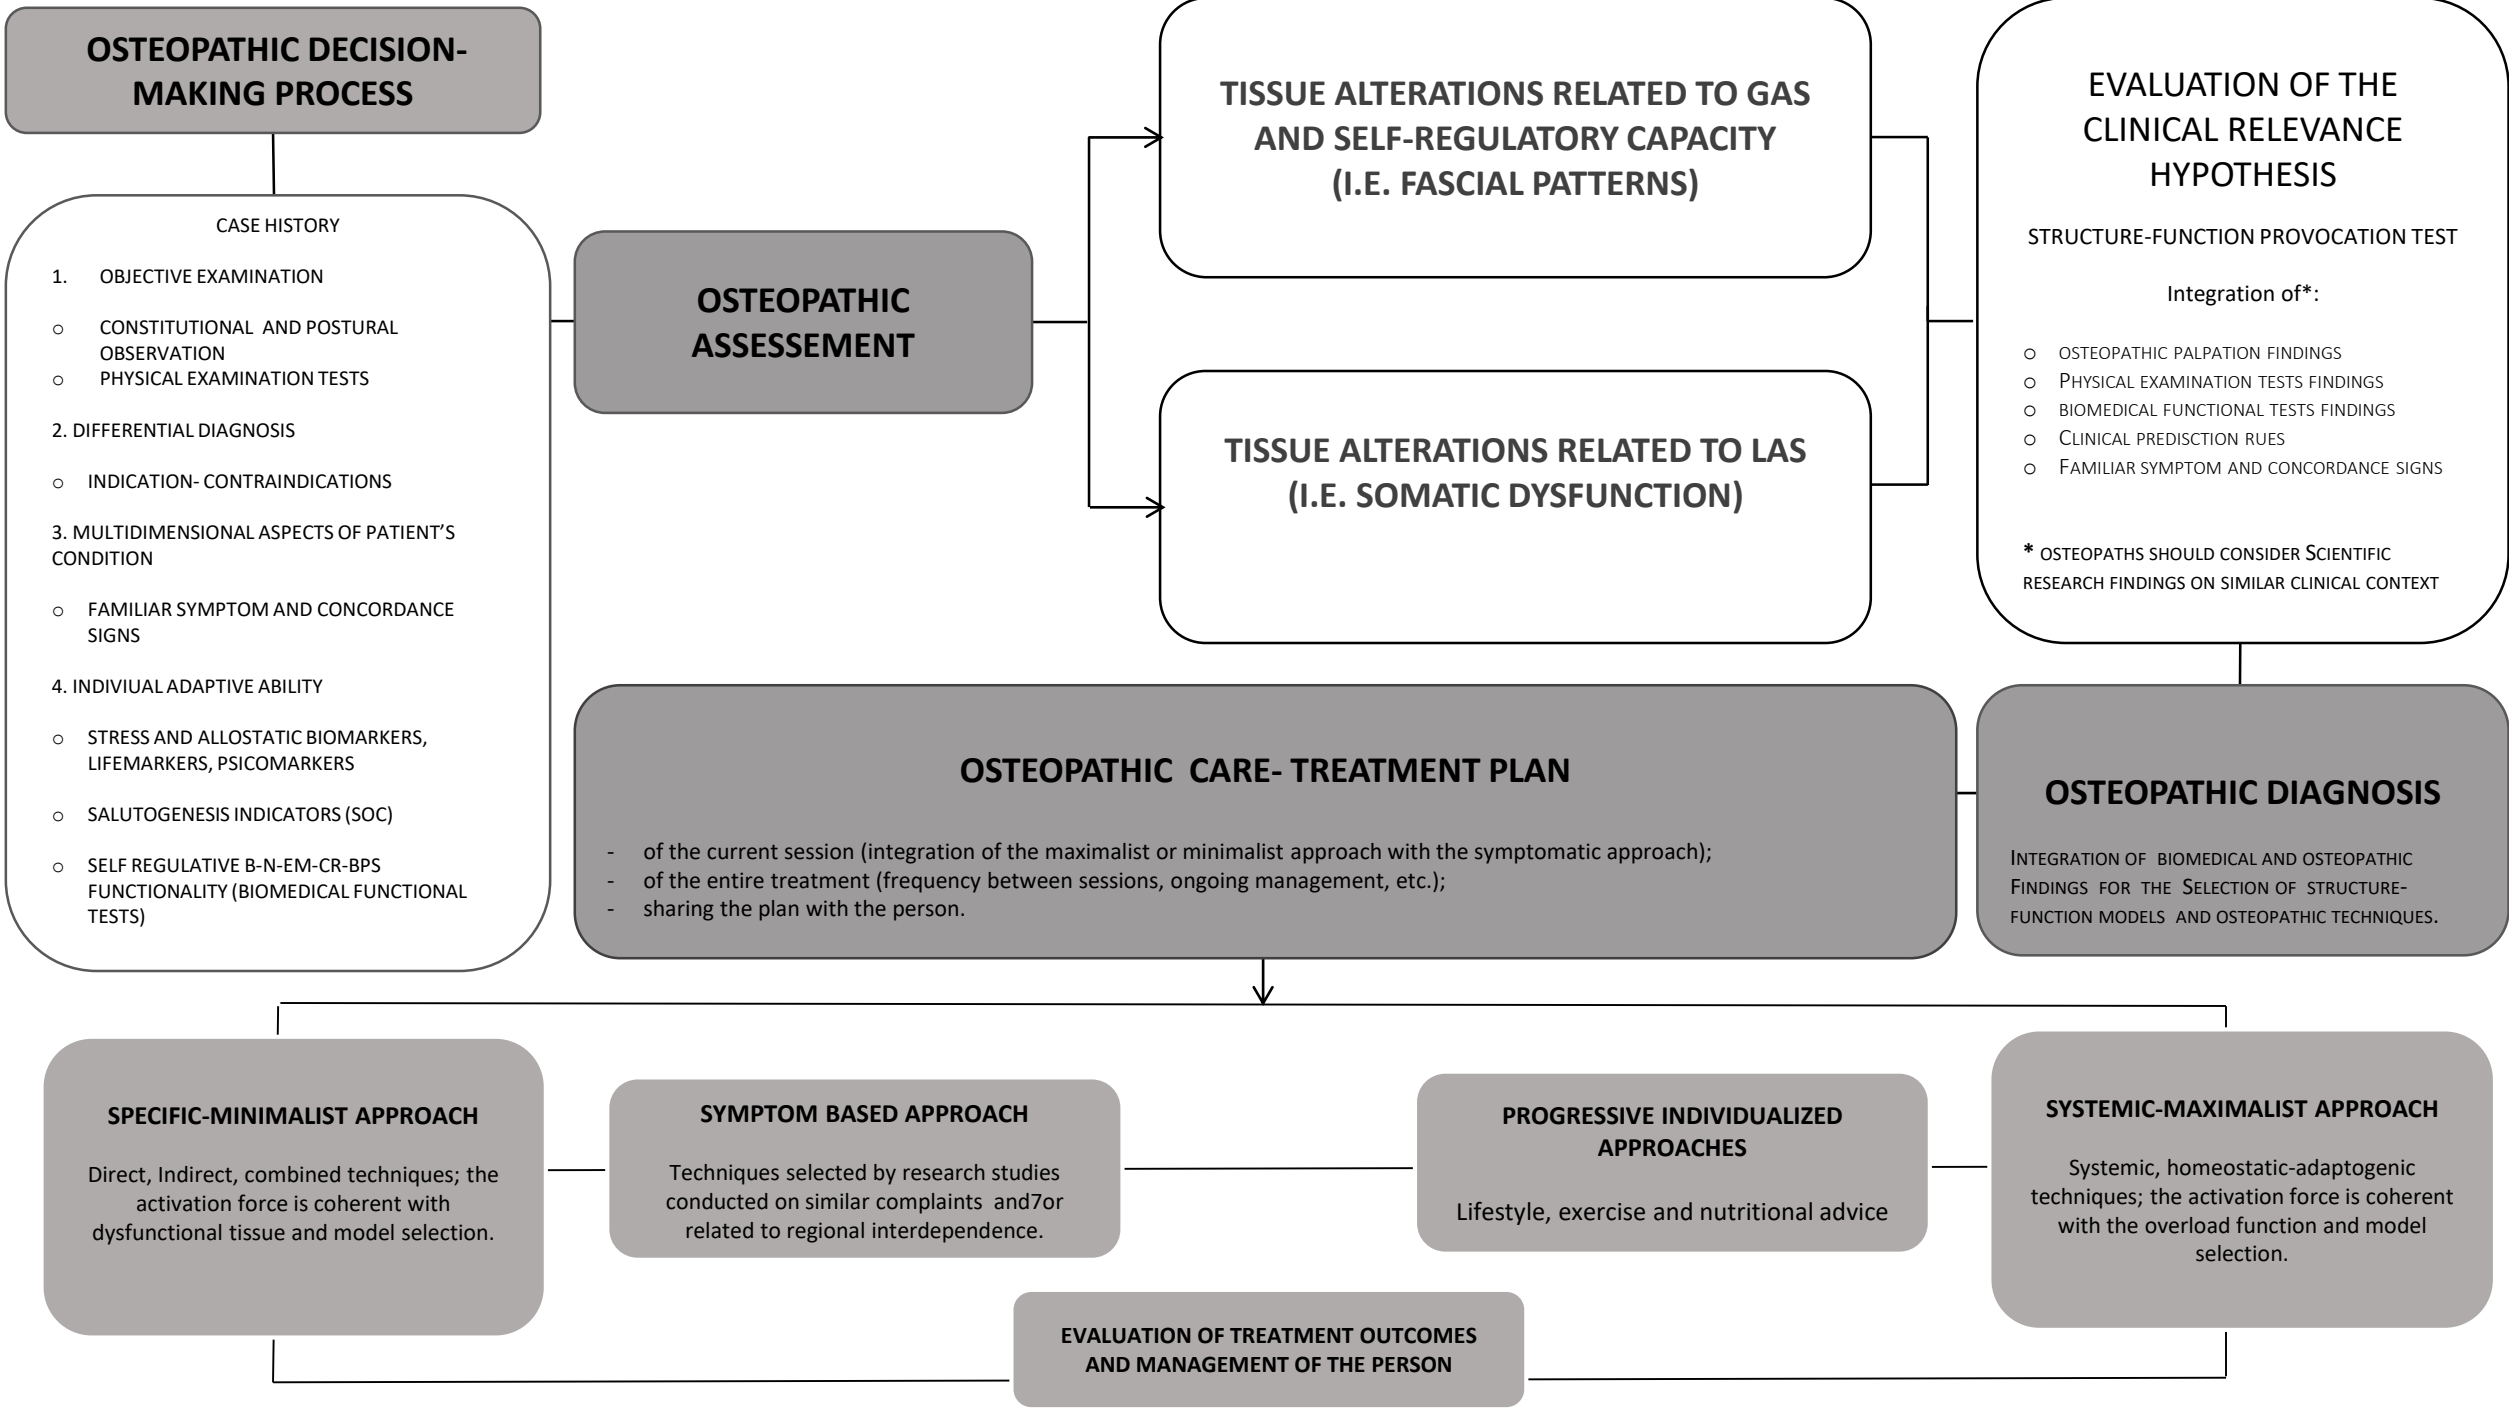 OSTEOPATHIC DECISION-
MAKING PROCESS
CASE HISTORY
1. OBJECTIVE EXAMINATION
o CONSTITUTIONAL AND POSTURAL
OBSERVATION
o PHYSICAL EXAMINATION TESTS
2. DIFFERENTIAL DIAGNOSIS
o INDICATION- CONTRAINDICATIONS
3. MULTIDIMENSIONAL ASPECTS OF PATIENT'S
CONDITION
o FAMILIAR SYMPTOM AND CONCORDANCE
SIGNS
4. INDIVIUAL ADAPTIVE ABILITY
o STRESS AND ALLOSTATIC BIOMARKERS,
LIFEMARKERS, PSICOMARKERS
o SALUTOGENESIS INDICATORS (SOC)
o SELF REGULATIVE B-N-EM-CR-BPS
FUNCTIONALITY (BIOMEDICAL FUNCTIONAL
TESTS)
OSTEOPATHIC
ASSESSEMENT
TISSUE ALTERATIONS RELATED TO GAS
AND SELF-REGULATORY CAPACITY
(I.E. FASCIAL PATTERNS)
TISSUE ALTERATIONS RELATED TO LAS
(I.E. SOMATIC DYSFUNCTION)
EVALUATION OF THE
CLINICAL RELEVANCE
HYPOTHESIS
STRUCTURE-FUNCTION PROVOCATION TEST
Integration of*:
o OSTEOPATHIC PALPATION FINDINGS
o PHYSICAL EXAMINATION TESTS FINDINGS
o BIOMEDICAL FUNCTIONAL TESTS FINDINGS
o CLINICAL PREDISCTION RUES
o FAMILIAR SYMPTOM AND CONCORDANCE SIGNS
* OSTEOPATHS SHOULD CONSIDER SCIENTIFIC
RESEARCH FINDINGS ON SIMILAR CLINICAL CONTEXT
OSTEOPATHIC DIAGNOSIS
INTEGRATION OF BIOMEDICAL AND OSTEOPATHIC
FINDINGS FOR THE SELECTION OF STRUCTURE-
FUNCTION MODELS AND OSTEOPATHIC TECHNIQUES.
OSTEOPATHIC CARE- TREATMENT PLAN
- of the current session (integration of the maximalist or minimalist approach with the symptomatic approach);
- of the entire treatment (frequency between sessions, ongoing management, etc.);
- sharing the plan with the person.
SPECIFIC-MINIMALIST APPROACH
Direct, Indirect, combined techniques; the
activation force is coherent with
dysfunctional tissue and model selection.
SYMPTOM BASED APPROACH
Techniques selected by research studies
conducted on similar complaints and7or
related to regional interdependence.
PROGRESSIVE INDIVIDUALIZED
APPROACHES
Lifestyle, exercise and nutritional advice
SYSTEMIC-MAXIMALIST APPROACH
Systemic, homeostatic-adaptogenic
techniques; the activation force is coherent
with the overload function and model
selection.
EVALUATION OF TREATMENT OUTCOMES
AND MANAGEMENT OF THE PERSON